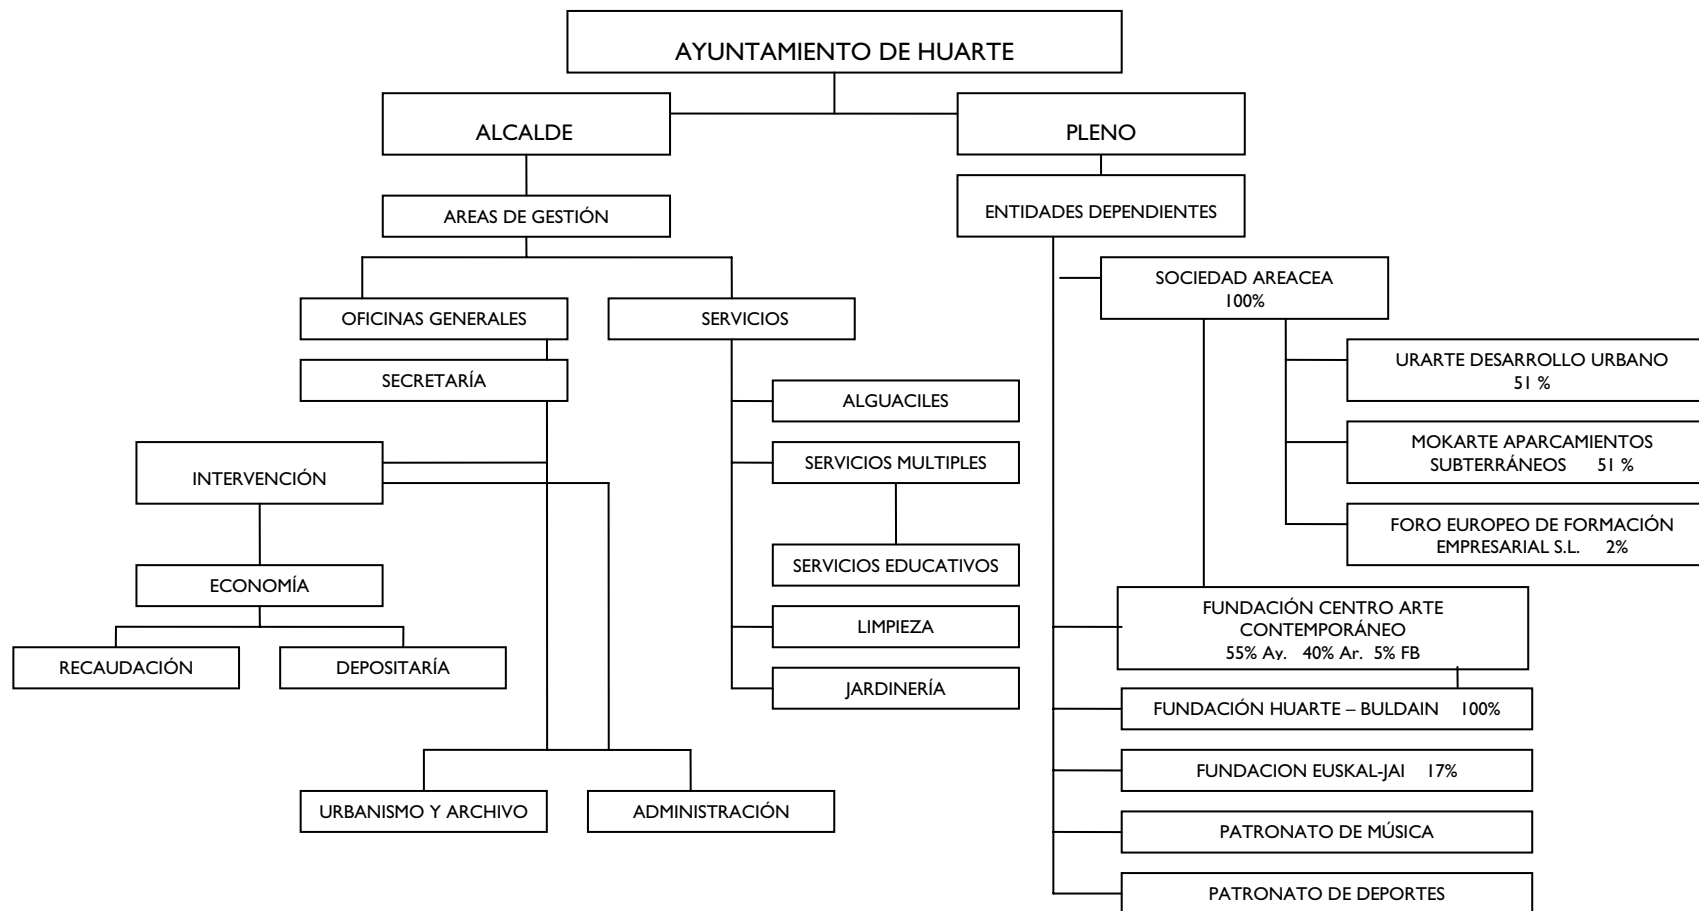 AYUNTAMIENTO DE HUARTE
ALCALDE
PLENO
AREAS DE GESTIÓN
ENTIDADES DEPENDIENTES
OFICINAS GENERALES
SERVICIOS
SECRETARÍA
ALGUACILES
INTERVENCIÓN
SERVICIOS MULTIPLES
SERVICIOS EDUCATIVOS
ECONOMÍA
LIMPIEZA
RECAUDACIÓN
DEPOSITARÍA
JARDINERÍA
URBANISMO Y ARCHIVO
ADMINISTRACIÓN
SOCIEDAD AREACEA
100%
URARTE DESARROLLO URBANO
51 %
MOKARTE APARCAMIENTOS
SUBTERRÁNEOS 51 %
FORO EUROPEO DE FORMACIÓN
EMPRESARIAL S.L. 2%
FUNDACIÓN CENTRO ARTE
CONTEMPORÁNEO
55% Ay. 40% Ar. 5% FB
FUNDACIÓN HUARTE – BULDAIN 100%
FUNDACION EUSKAL-JAI 17%
PATRONATO DE MÚSICA
PATRONATO DE DEPORTES